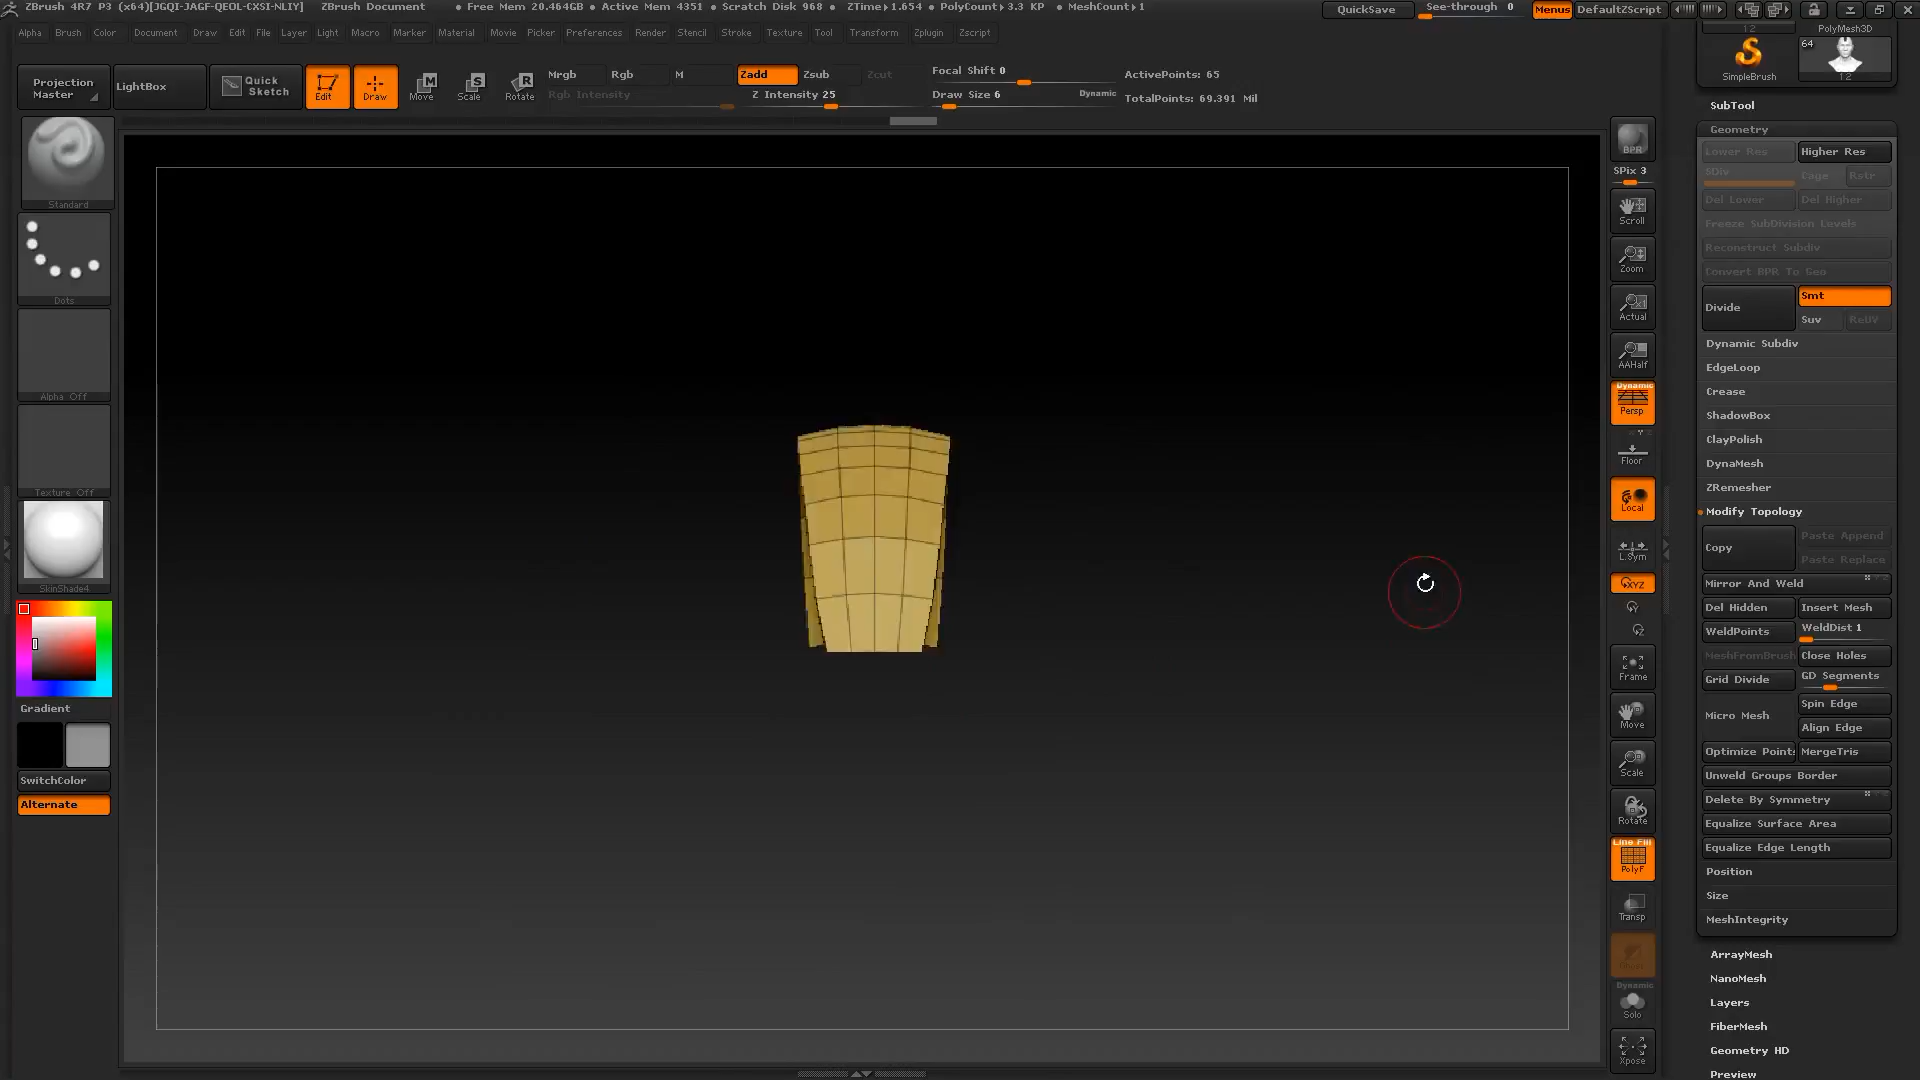 ZBrush 4R7 P3 (x64)[JGQI-JAGF-QEOL-CXSI-NLIY] ZBrush Document • Free Mem 20.464GB • Active Mem 4351 • Scratch Disk 968 • ZTime▸1.654 • PolyCount▸3.3 KP • MeshCount▸1 QuickSave See-through 0 Menus DefaultZScript
Alpha Brush Color Document Draw Edit File Layer Light Macro Marker Material Movie Picker Preferences Render Stencil Stroke Texture Tool Transform Zplugin Zscript
Projection Master
LightBox
Quick Sketch
Edit
Draw
Move
Scale
Rotate
Mrgb Rgb M Zadd Zsub Zcut
Rgb Intensity Z Intensity 25
Focal Shift 0
Draw Size 6 Dynamic
ActivePoints: 65
TotalPoints: 69.391 Mil
Standard
Dots
Alpha Off
Texture Off
SkinShade4
Gradient
SwitchColor
Alternate
BPR
SPix 3
Scroll
Zoom
Actual
AAHalf
Dynamic
Persp
Floor
Local
L.Sym
XYZ
Frame
Move
Scale
Rotate
Line Fill
PolyF
Transp
Dynamic
Solo
Xpose
12 PolyMesh3D
64
SimpleBrush 12
SubTool
Geometry
Lower Res Higher Res
SDiv Cage Rstr
Del Lower Del Higher
Freeze SubDivision Levels
Reconstruct Subdiv
Convert BPR To Geo
Divide Smt
Suv ReUV
Dynamic Subdiv
EdgeLoop
Crease
ShadowBox
ClayPolish
DynaMesh
ZRemesher
Modify Topology
Copy Paste Append
Paste Replace
Mirror And Weld
Del Hidden Insert Mesh
WeldPoints WeldDist 1
MeshFromBrush Close Holes
Grid Divide GD Segments
Micro Mesh Spin Edge
Align Edge
Optimize Points MergeTris
Unweld Groups Border
Delete By Symmetry
Equalize Surface Area
Equalize Edge Length
Position
Size
MeshIntegrity
ArrayMesh
NanoMesh
Layers
FiberMesh
Geometry HD
Preview